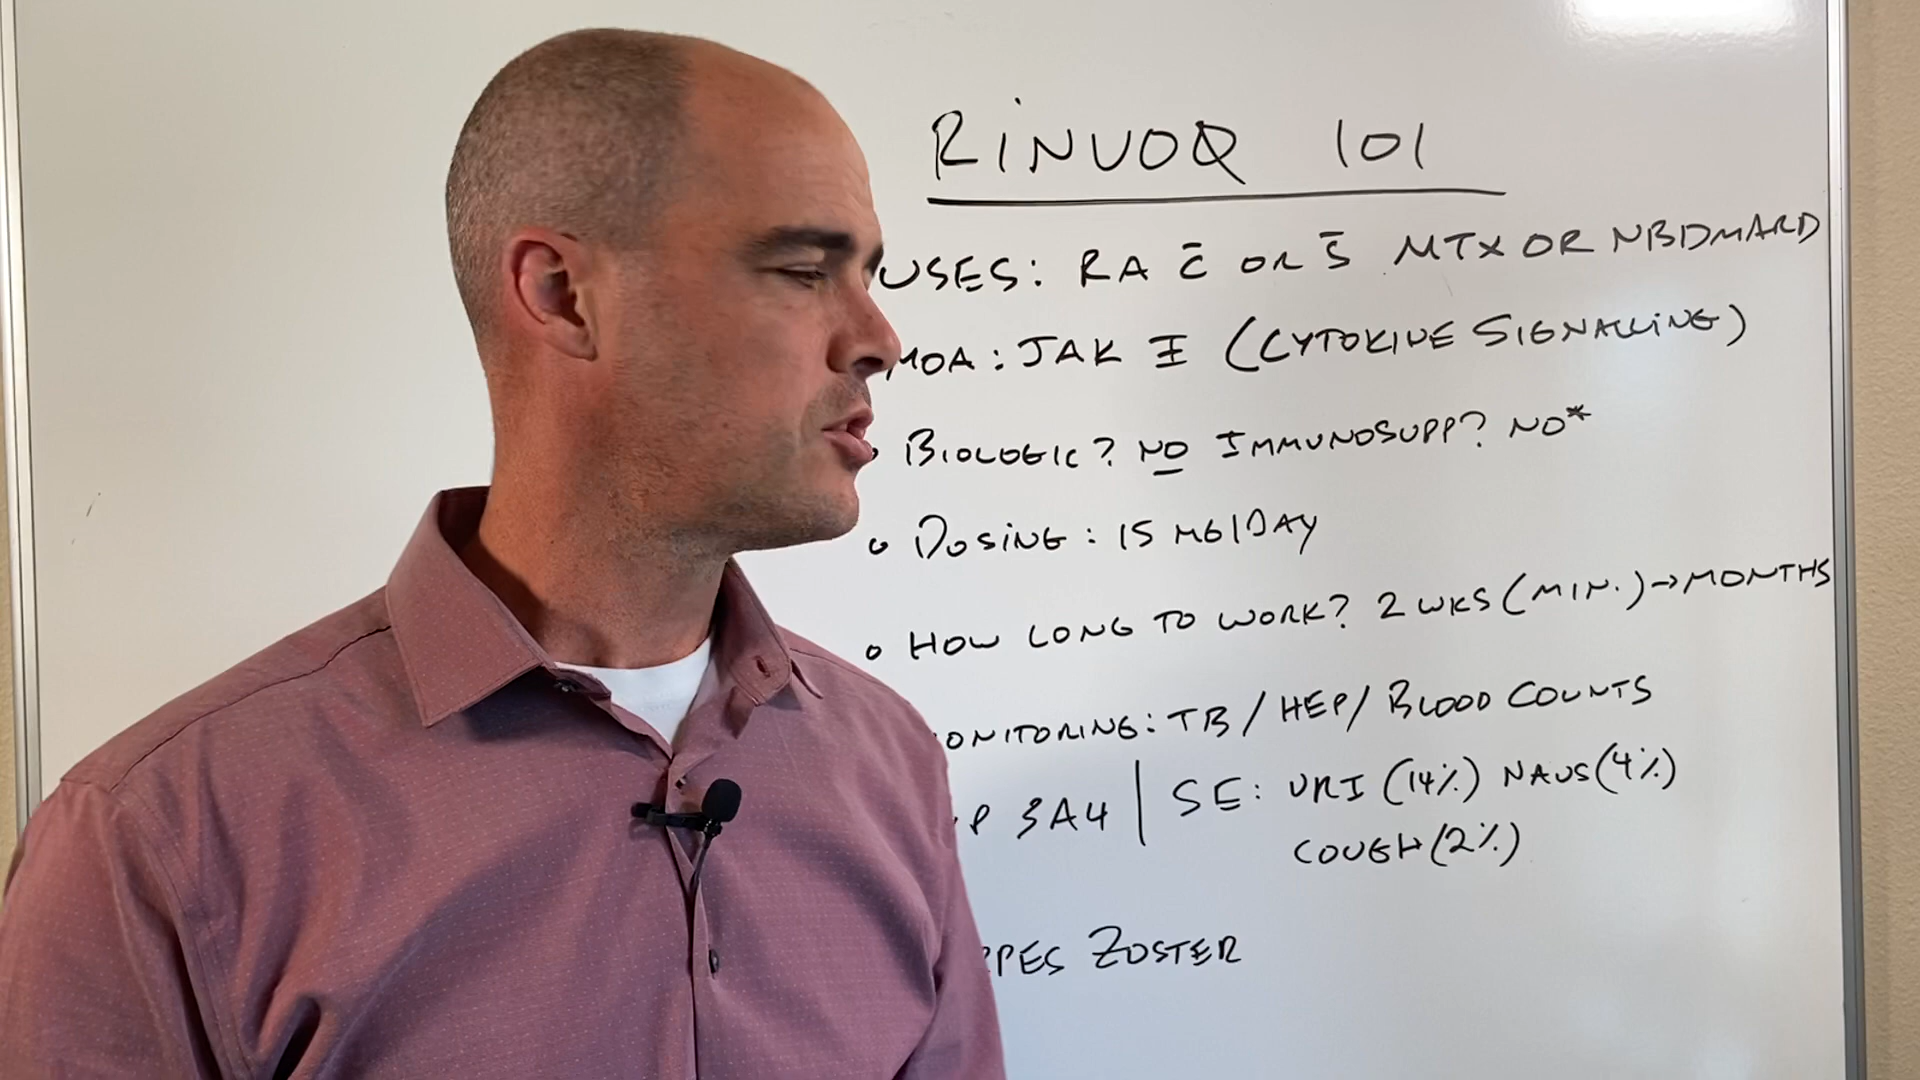 RINVOQ 101
USES: RA c̄ OR s̄ MTX OR NBDMARD
MOA: JAK I (CYTOKINE SIGNALLING)
BIOLOGIC? NO IMMUNOSUPP? NO*
DOSING: 15 MG/DAY
HOW LONG TO WORK? 2 WKS (MIN.) → MONTHS
ONITORING: TB / HEP / BLOOD COUNTS
P 3A4 | SE: URI (14%) NAUS (4%)
COUGH (2%)
PES ZOSTER